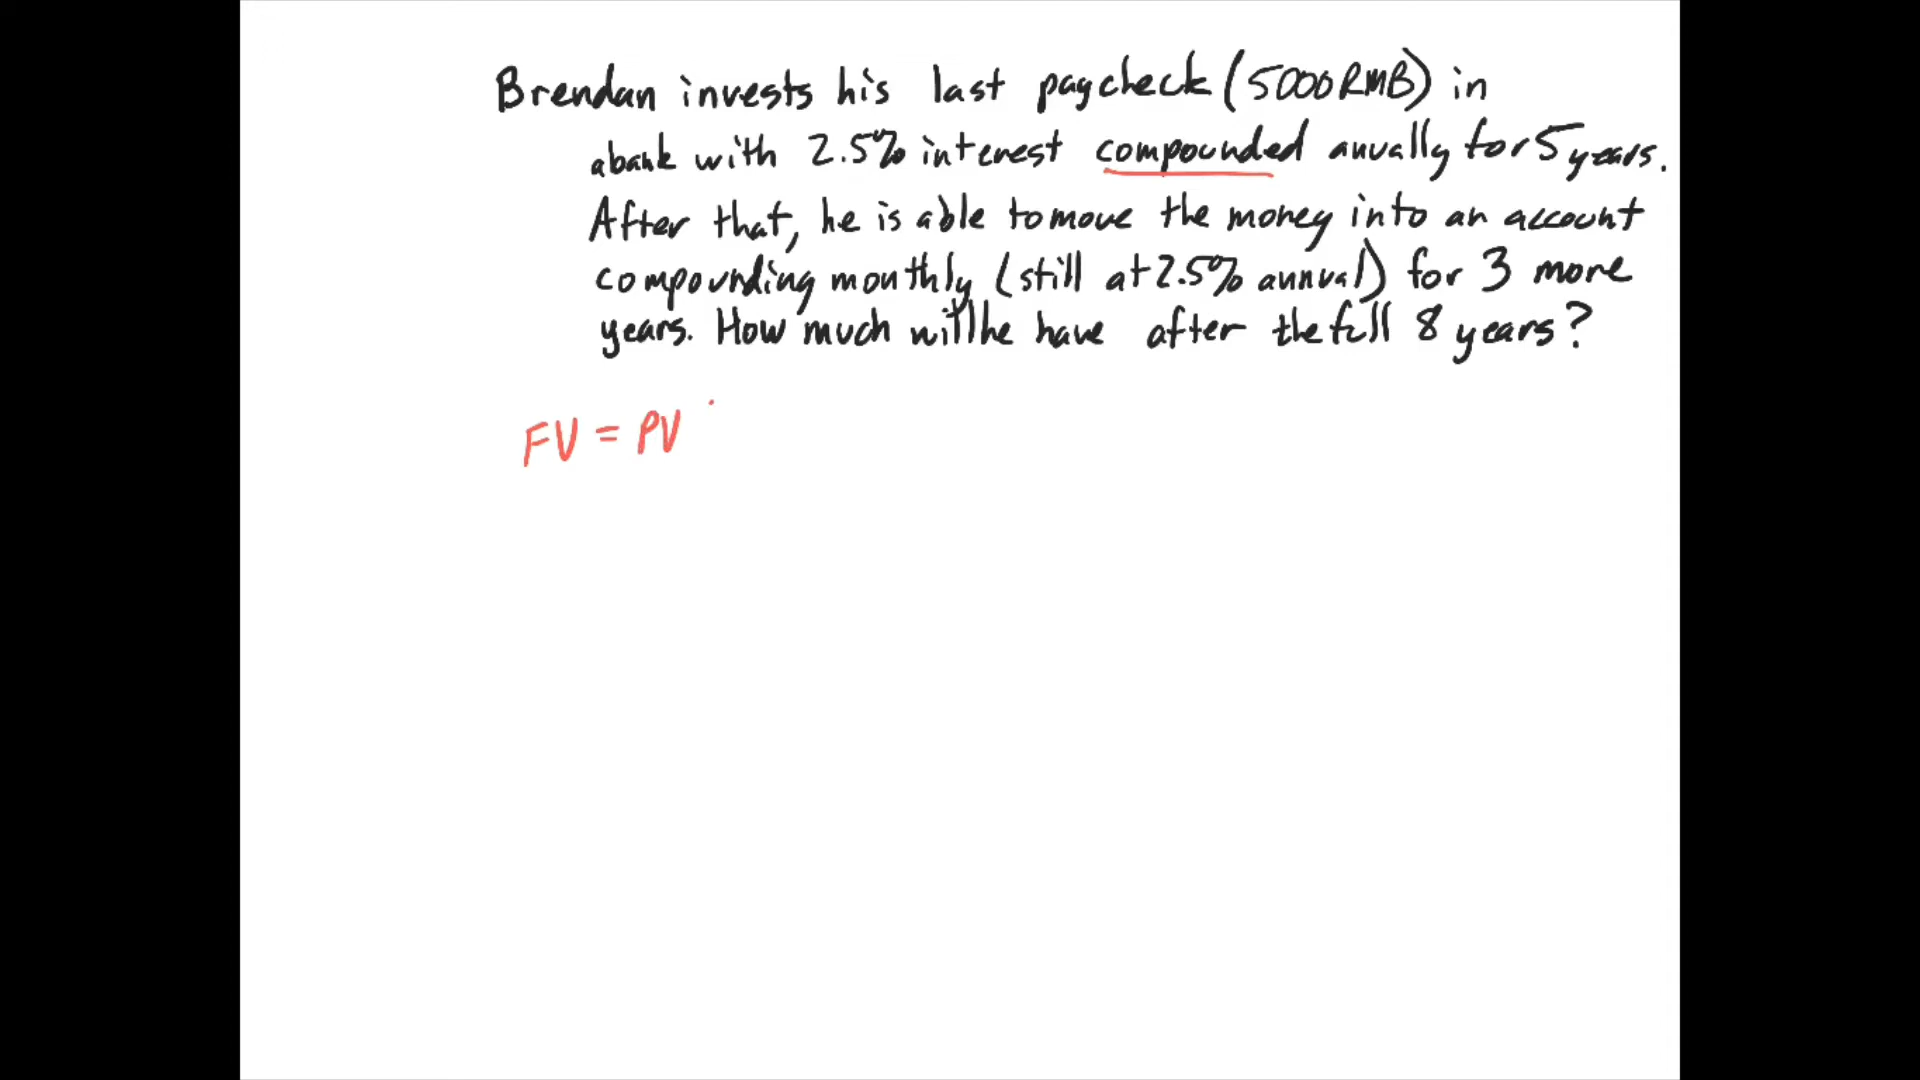 Brendan invests his last paycheck (5000RMB) in
a bank with 2.5% interest compounded anually for 5 years.
After that, he is able to move the money into an account
compounding monthly (still at 2.5% annual) for 3 more
years. How much will he have after the full 8 years?
FV = PV